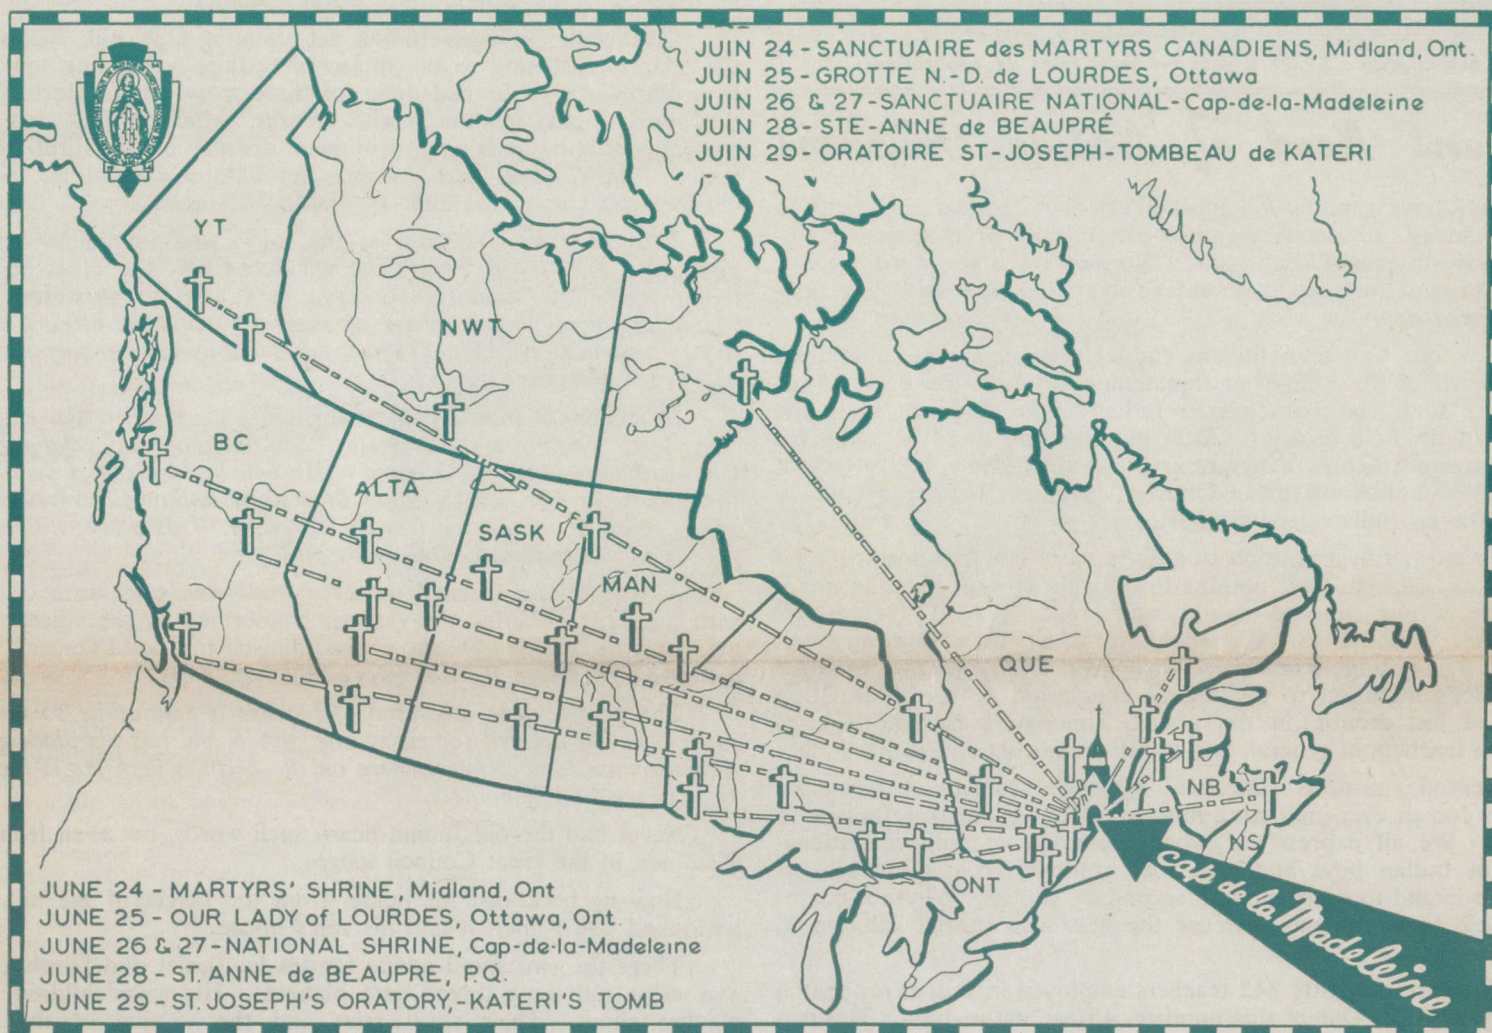 JUIN 24 - SANCTUAIRE des MARTYRS CANADIENS, Midland, Ont.
JUIN 25 - GROTTE N.-D. de LOURDES, Ottawa
JUIN 26 & 27 - SANCTUAIRE NATIONAL - Cap-de-la-Madeleine
JUIN 28 - STE-ANNE de BEAUPRÉ
JUIN 29 - ORATOIRE ST-JOSEPH - TOMBEAU de KATERI
YT
NWT
BC
ALTA
SASK
MAN
QUE
NB
NS
ONT
cap de la Madeleine
JUNE 24 - MARTYRS' SHRINE, Midland, Ont
JUNE 25 - OUR LADY of LOURDES, Ottawa, Ont.
JUNE 26 & 27 - NATIONAL SHRINE, Cap-de-la-Madeleine
JUNE 28 - ST. ANNE de BEAUPRE, P.Q.
JUNE 29 - ST. JOSEPH'S ORATORY, - KATERI'S TOMB